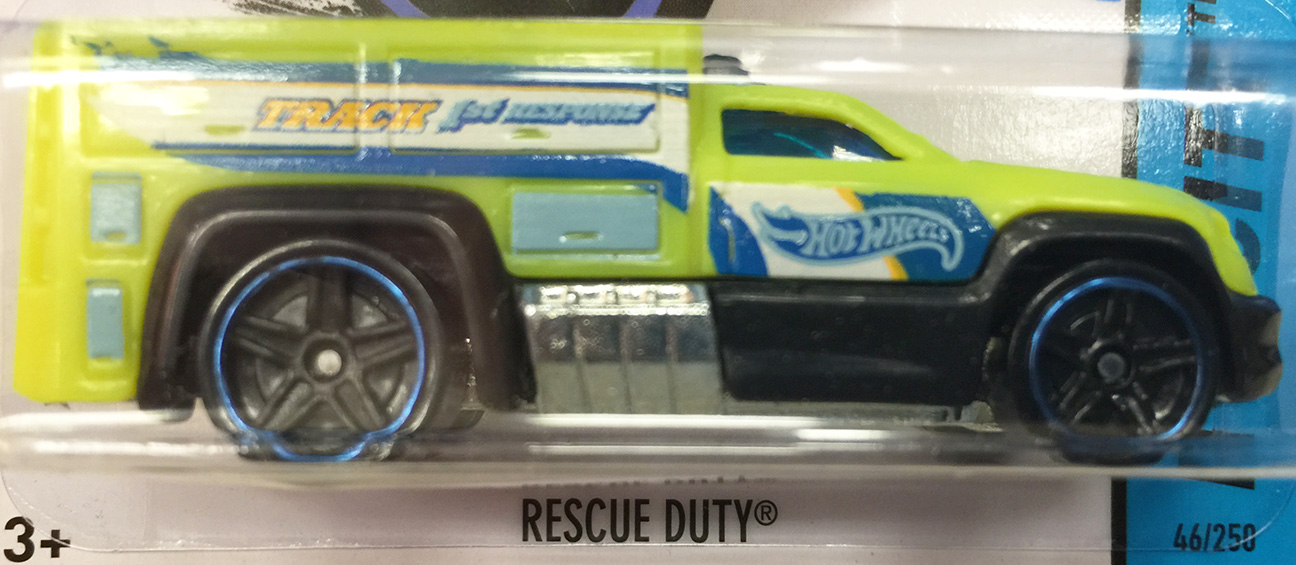 TRACK 1st RESPONSE
HOT WHEELS
RESCUE DUTY®
3+
46/250